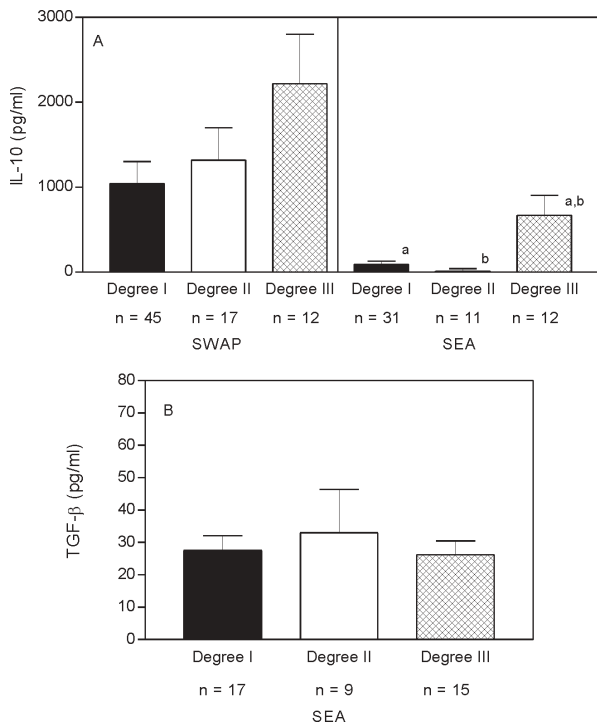 3000
A
2000
IL-10 (pg/ml)
1000
a,b
a
b
0
Degree I Degree II Degree III Degree I Degree II Degree III
n = 45 n = 17 n = 12 n = 31 n = 11 n = 12
SWAP SEA
80
B
70
60
50
TGF-β (pg/ml)
40
30
20
10
0
Degree I Degree II Degree III
n = 17 n = 9 n = 15
SEA